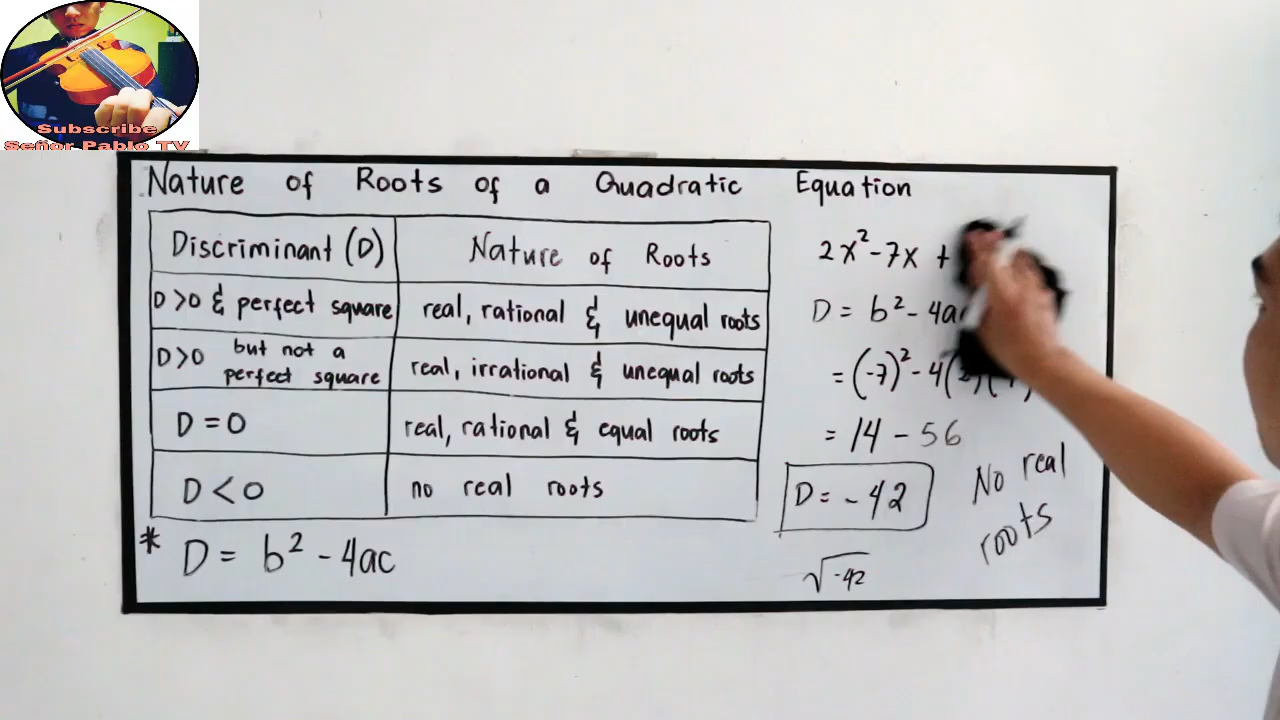 Subscribe
Señor Pablo TV
Nature of Roots of a Quadratic Equation
Discriminant (D) Nature of Roots
D >0 & perfect square real, rational & unequal roots
D >0 but not a perfect square real, irrational & unequal roots
D = 0 real, rational & equal roots
D < 0 no real roots
* D = b² - 4ac
2x² - 7x +
D = b² - 4a
= (-7)² - 4(2)(
= 14 - 56
D = - 42
√-42
No real
roots